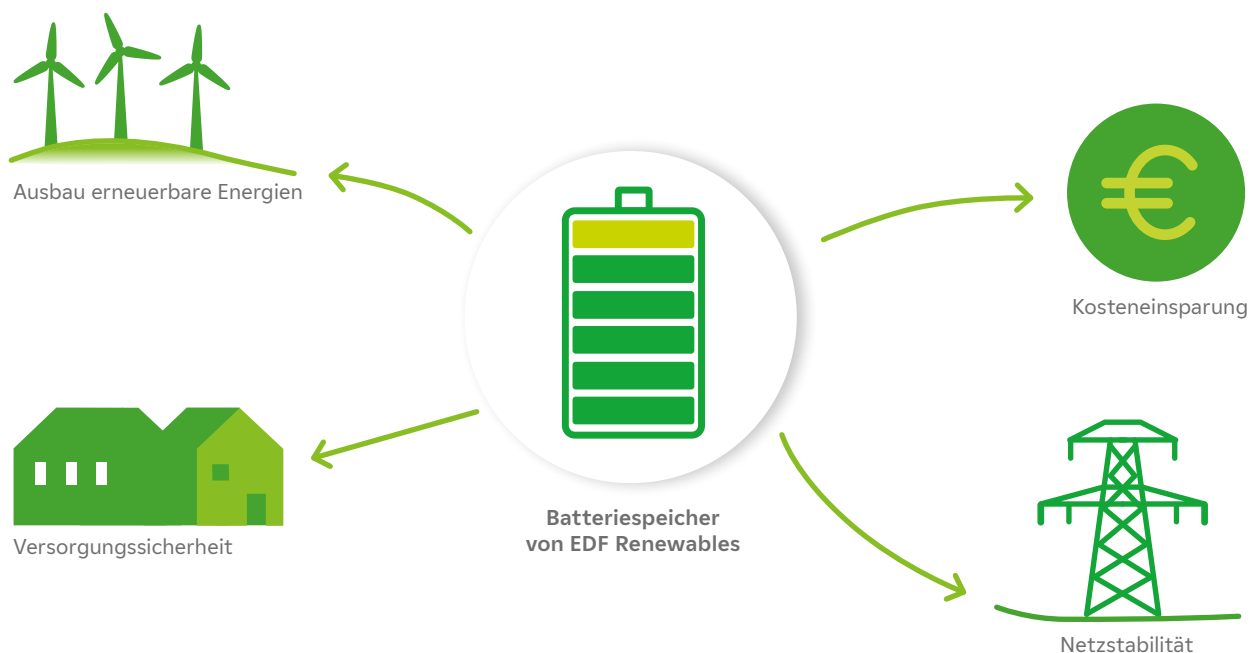 Ausbau erneuerbare Energien
Kosteneinsparung
Versorgungssicherheit
Batteriespeicher
von EDF Renewables
Netzstabilität